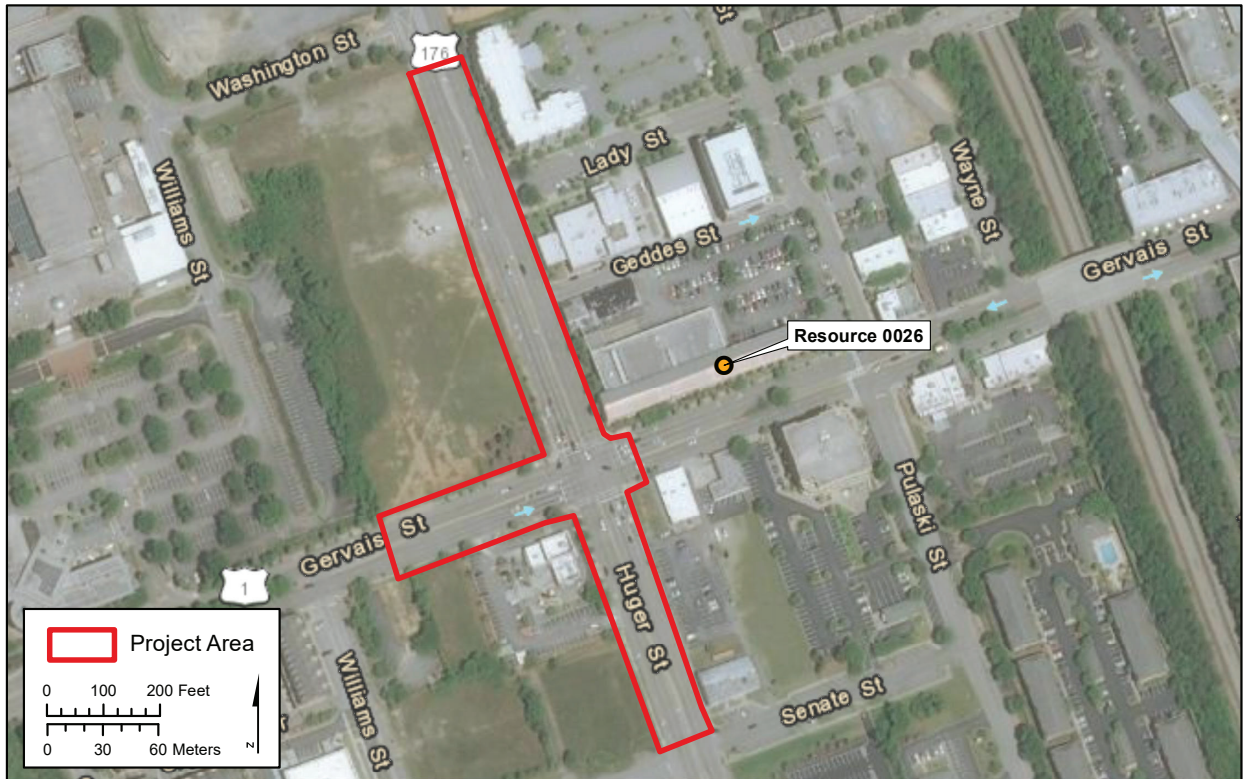 176
Washington St
St
Lady St
Wayne St
Williams St
Geddes St
Gervais St
Resource 0026
Pulaski St
Gervais St
1
Huger St
Williams St
Senate St
Project Area
0 100 200 Feet
0 30 60 Meters
N